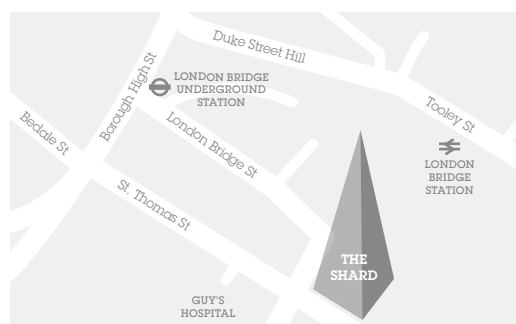 Duke Street Hill
Borough High St
LONDON BRIDGE
UNDERGROUND
STATION
Tooley St
Bedale St
London Bridge St
LONDON
BRIDGE
STATION
St. Thomas St
THE
SHARD
GUY'S
HOSPITAL